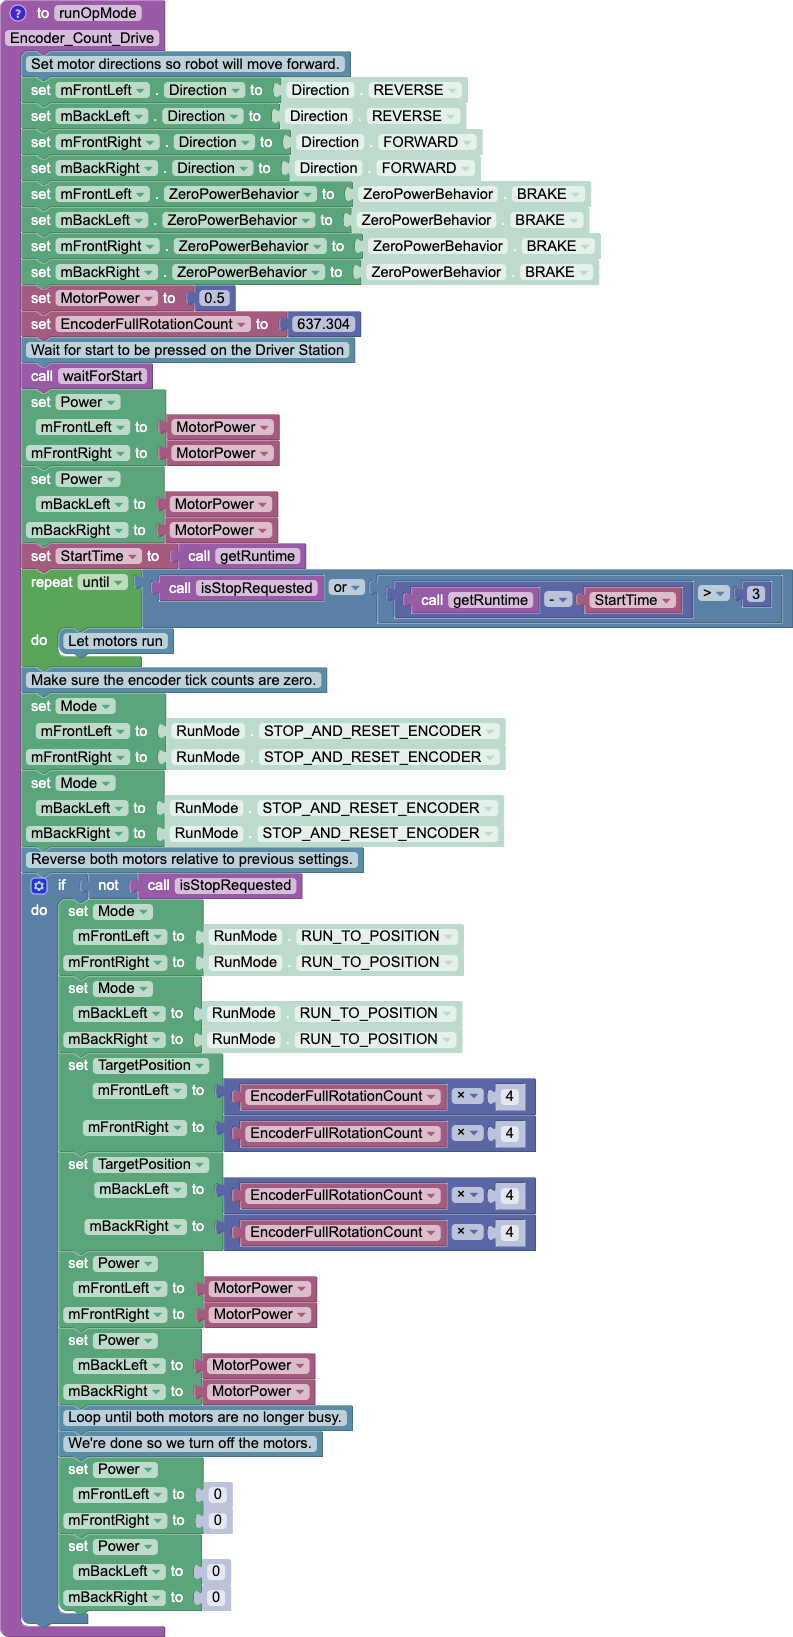 ? to runOpMode
Encoder_Count_Drive
Set motor directions so robot will move forward.
set mFrontLeft . Direction to Direction . REVERSE
set mBackLeft . Direction to Direction . REVERSE
set mFrontRight . Direction to Direction . FORWARD
set mBackRight . Direction to Direction . FORWARD
set mFrontLeft . ZeroPowerBehavior to ZeroPowerBehavior . BRAKE
set mBackLeft . ZeroPowerBehavior to ZeroPowerBehavior . BRAKE
set mFrontRight . ZeroPowerBehavior to ZeroPowerBehavior . BRAKE
set mBackRight . ZeroPowerBehavior to ZeroPowerBehavior . BRAKE
set MotorPower to 0.5
set EncoderFullRotationCount to 637.304
Wait for start to be pressed on the Driver Station
call waitForStart
set Power
mFrontLeft to MotorPower
mFrontRight to MotorPower
set Power
mBackLeft to MotorPower
mBackRight to MotorPower
set StartTime to call getRuntime
repeat until call isStopRequested or call getRuntime - StartTime > 3
do Let motors run
Make sure the encoder tick counts are zero.
set Mode
mFrontLeft to RunMode . STOP_AND_RESET_ENCODER
mFrontRight to RunMode . STOP_AND_RESET_ENCODER
set Mode
mBackLeft to RunMode . STOP_AND_RESET_ENCODER
mBackRight to RunMode . STOP_AND_RESET_ENCODER
Reverse both motors relative to previous settings.
if not call isStopRequested
do set Mode
mFrontLeft to RunMode . RUN_TO_POSITION
mFrontRight to RunMode . RUN_TO_POSITION
set Mode
mBackLeft to RunMode . RUN_TO_POSITION
mBackRight to RunMode . RUN_TO_POSITION
set TargetPosition
mFrontLeft to EncoderFullRotationCount × 4
mFrontRight to EncoderFullRotationCount × 4
set TargetPosition
mBackLeft to EncoderFullRotationCount × 4
mBackRight to EncoderFullRotationCount × 4
set Power
mFrontLeft to MotorPower
mFrontRight to MotorPower
set Power
mBackLeft to MotorPower
mBackRight to MotorPower
Loop until both motors are no longer busy.
We're done so we turn off the motors.
set Power
mFrontLeft to 0
mFrontRight to 0
set Power
mBackLeft to 0
mBackRight to 0